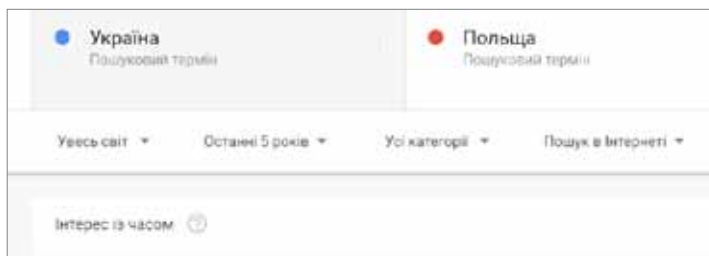 Україна
Пошуковий термін
Польща
Пошуковий термін
Увесь світ Останні 5 років Усі категорії Пошук в Інтернеті
Інтерес із часом